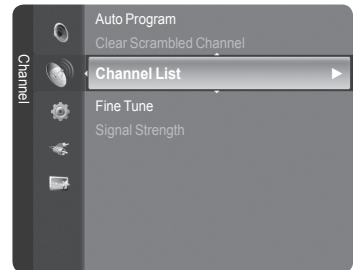 Channel
Auto Program
Clear Scrambled Channel
Channel List
Fine Tune
Signal Strength